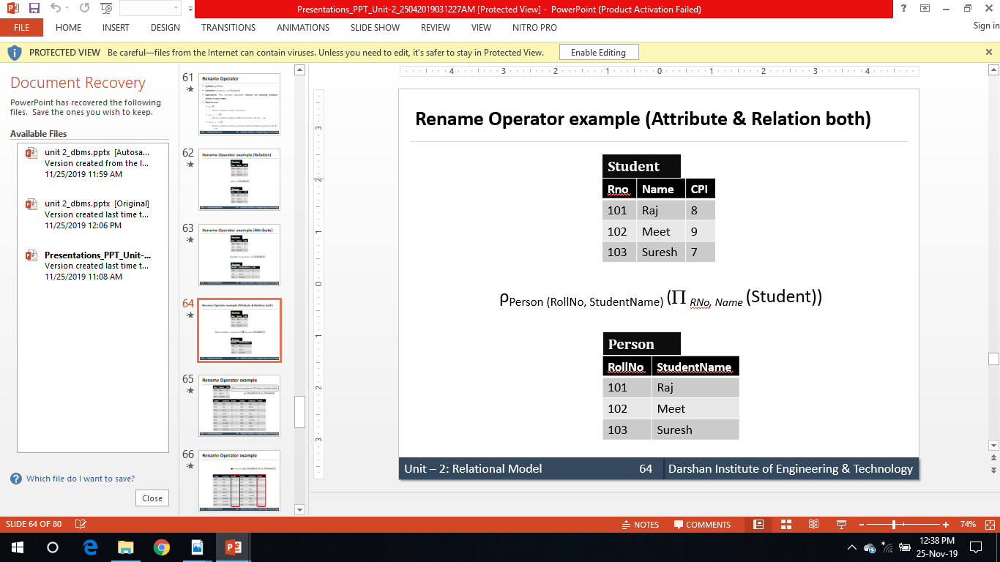 Presentations_PPT_Unit-2_25042019031227AM [Protected View] - PowerPoint (Product Activation Failed)
Sign in
FILE HOME INSERT DESIGN TRANSITIONS ANIMATIONS SLIDE SHOW REVIEW VIEW NITRO PRO
PROTECTED VIEW Be careful—files from the Internet can contain viruses. Unless you need to edit, it's safer to stay in Protected View. Enable Editing
Document Recovery
PowerPoint has recovered the following
files. Save the ones you wish to keep.
Available Files
unit 2_dbms.pptx [Autosa...
Version created from the l...
11/25/2019 11:59 AM
unit 2_dbms.pptx [Original]
Version created last time t...
11/25/2019 12:06 PM
Presentations_PPT_Unit-...
Version created last time t...
11/25/2019 11:08 AM
Which file do I want to save?
Close
61
Rename Operator
62
Rename Operator example (Relation)
63
Rename Operator example (Attribute)
64
Rename Operator example (Attribute & Relation both)
65
Rename Operator example
66
Rename Operator example
4 3 2 1 0 1 2 3 4
3
2
1
0
1
2
3
Rename Operator example (Attribute & Relation both)
Student
Rno Name CPI
101 Raj 8
102 Meet 9
103 Suresh 7
ρPerson (RollNo, StudentName) (∏ RNo, Name (Student))
Person
RollNo StudentName
101 Raj
102 Meet
103 Suresh
Unit – 2: Relational Model 64 Darshan Institute of Engineering & Technology
SLIDE 64 OF 80 NOTES COMMENTS 74%
12:38 PM
25-Nov-19